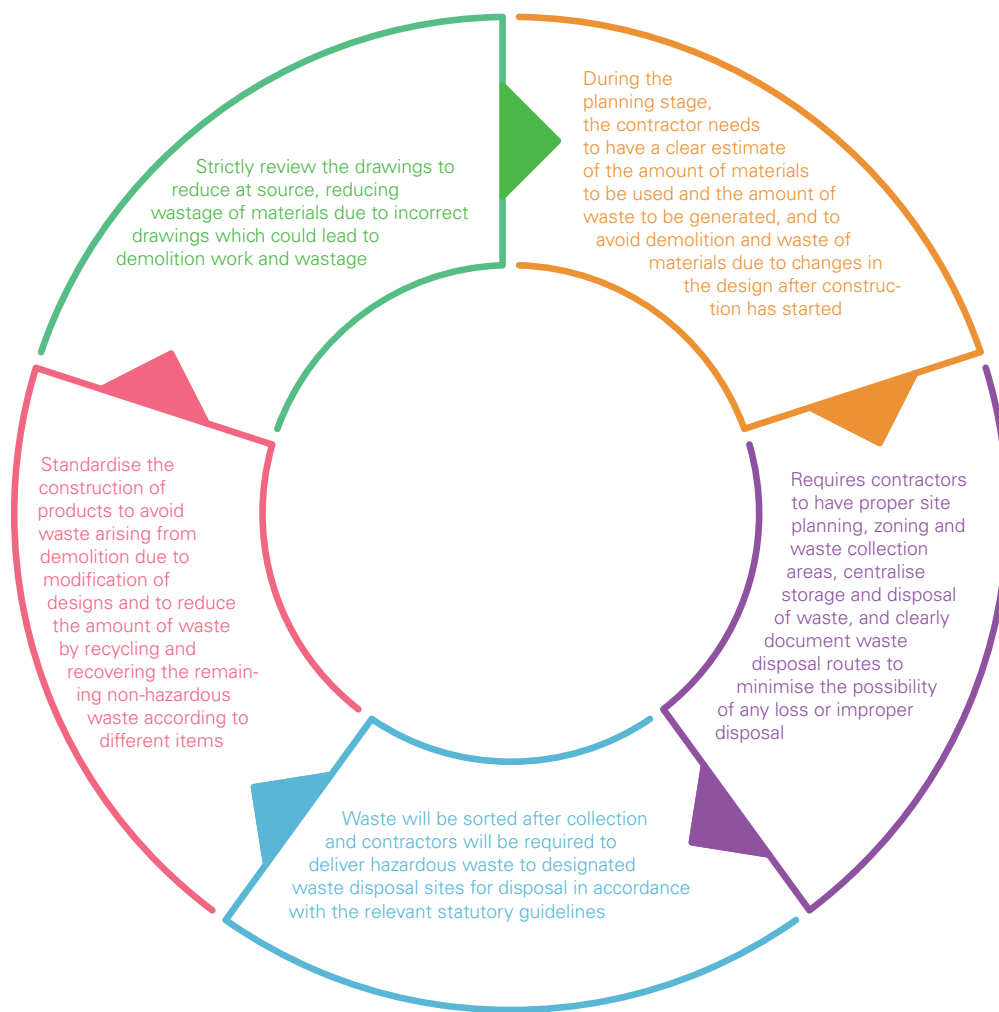 During the
planning stage,
the contractor needs
to have a clear estimate
of the amount of materials
to be used and the amount of
waste to be generated, and to
avoid demolition and waste of
materials due to changes in
the design after construc-
tion has started
Requires contractors
to have proper site
planning, zoning and
waste collection
areas, centralise
storage and disposal
of waste, and clearly
document waste
disposal routes to
minimise the possibility
of any loss or improper
disposal
Waste will be sorted after collection
and contractors will be required to
deliver hazardous waste to designated
waste disposal sites for disposal in accordance
with the relevant statutory guidelines
Standardise the
construction of
products to avoid
waste arising from
demolition due to
modification of
designs and to reduce
the amount of waste
by recycling and
recovering the remain-
ing non-hazardous
waste according to
different items
Strictly review the drawings to
reduce at source, reducing
wastage of materials due to incorrect
drawings which could lead to
demolition work and wastage